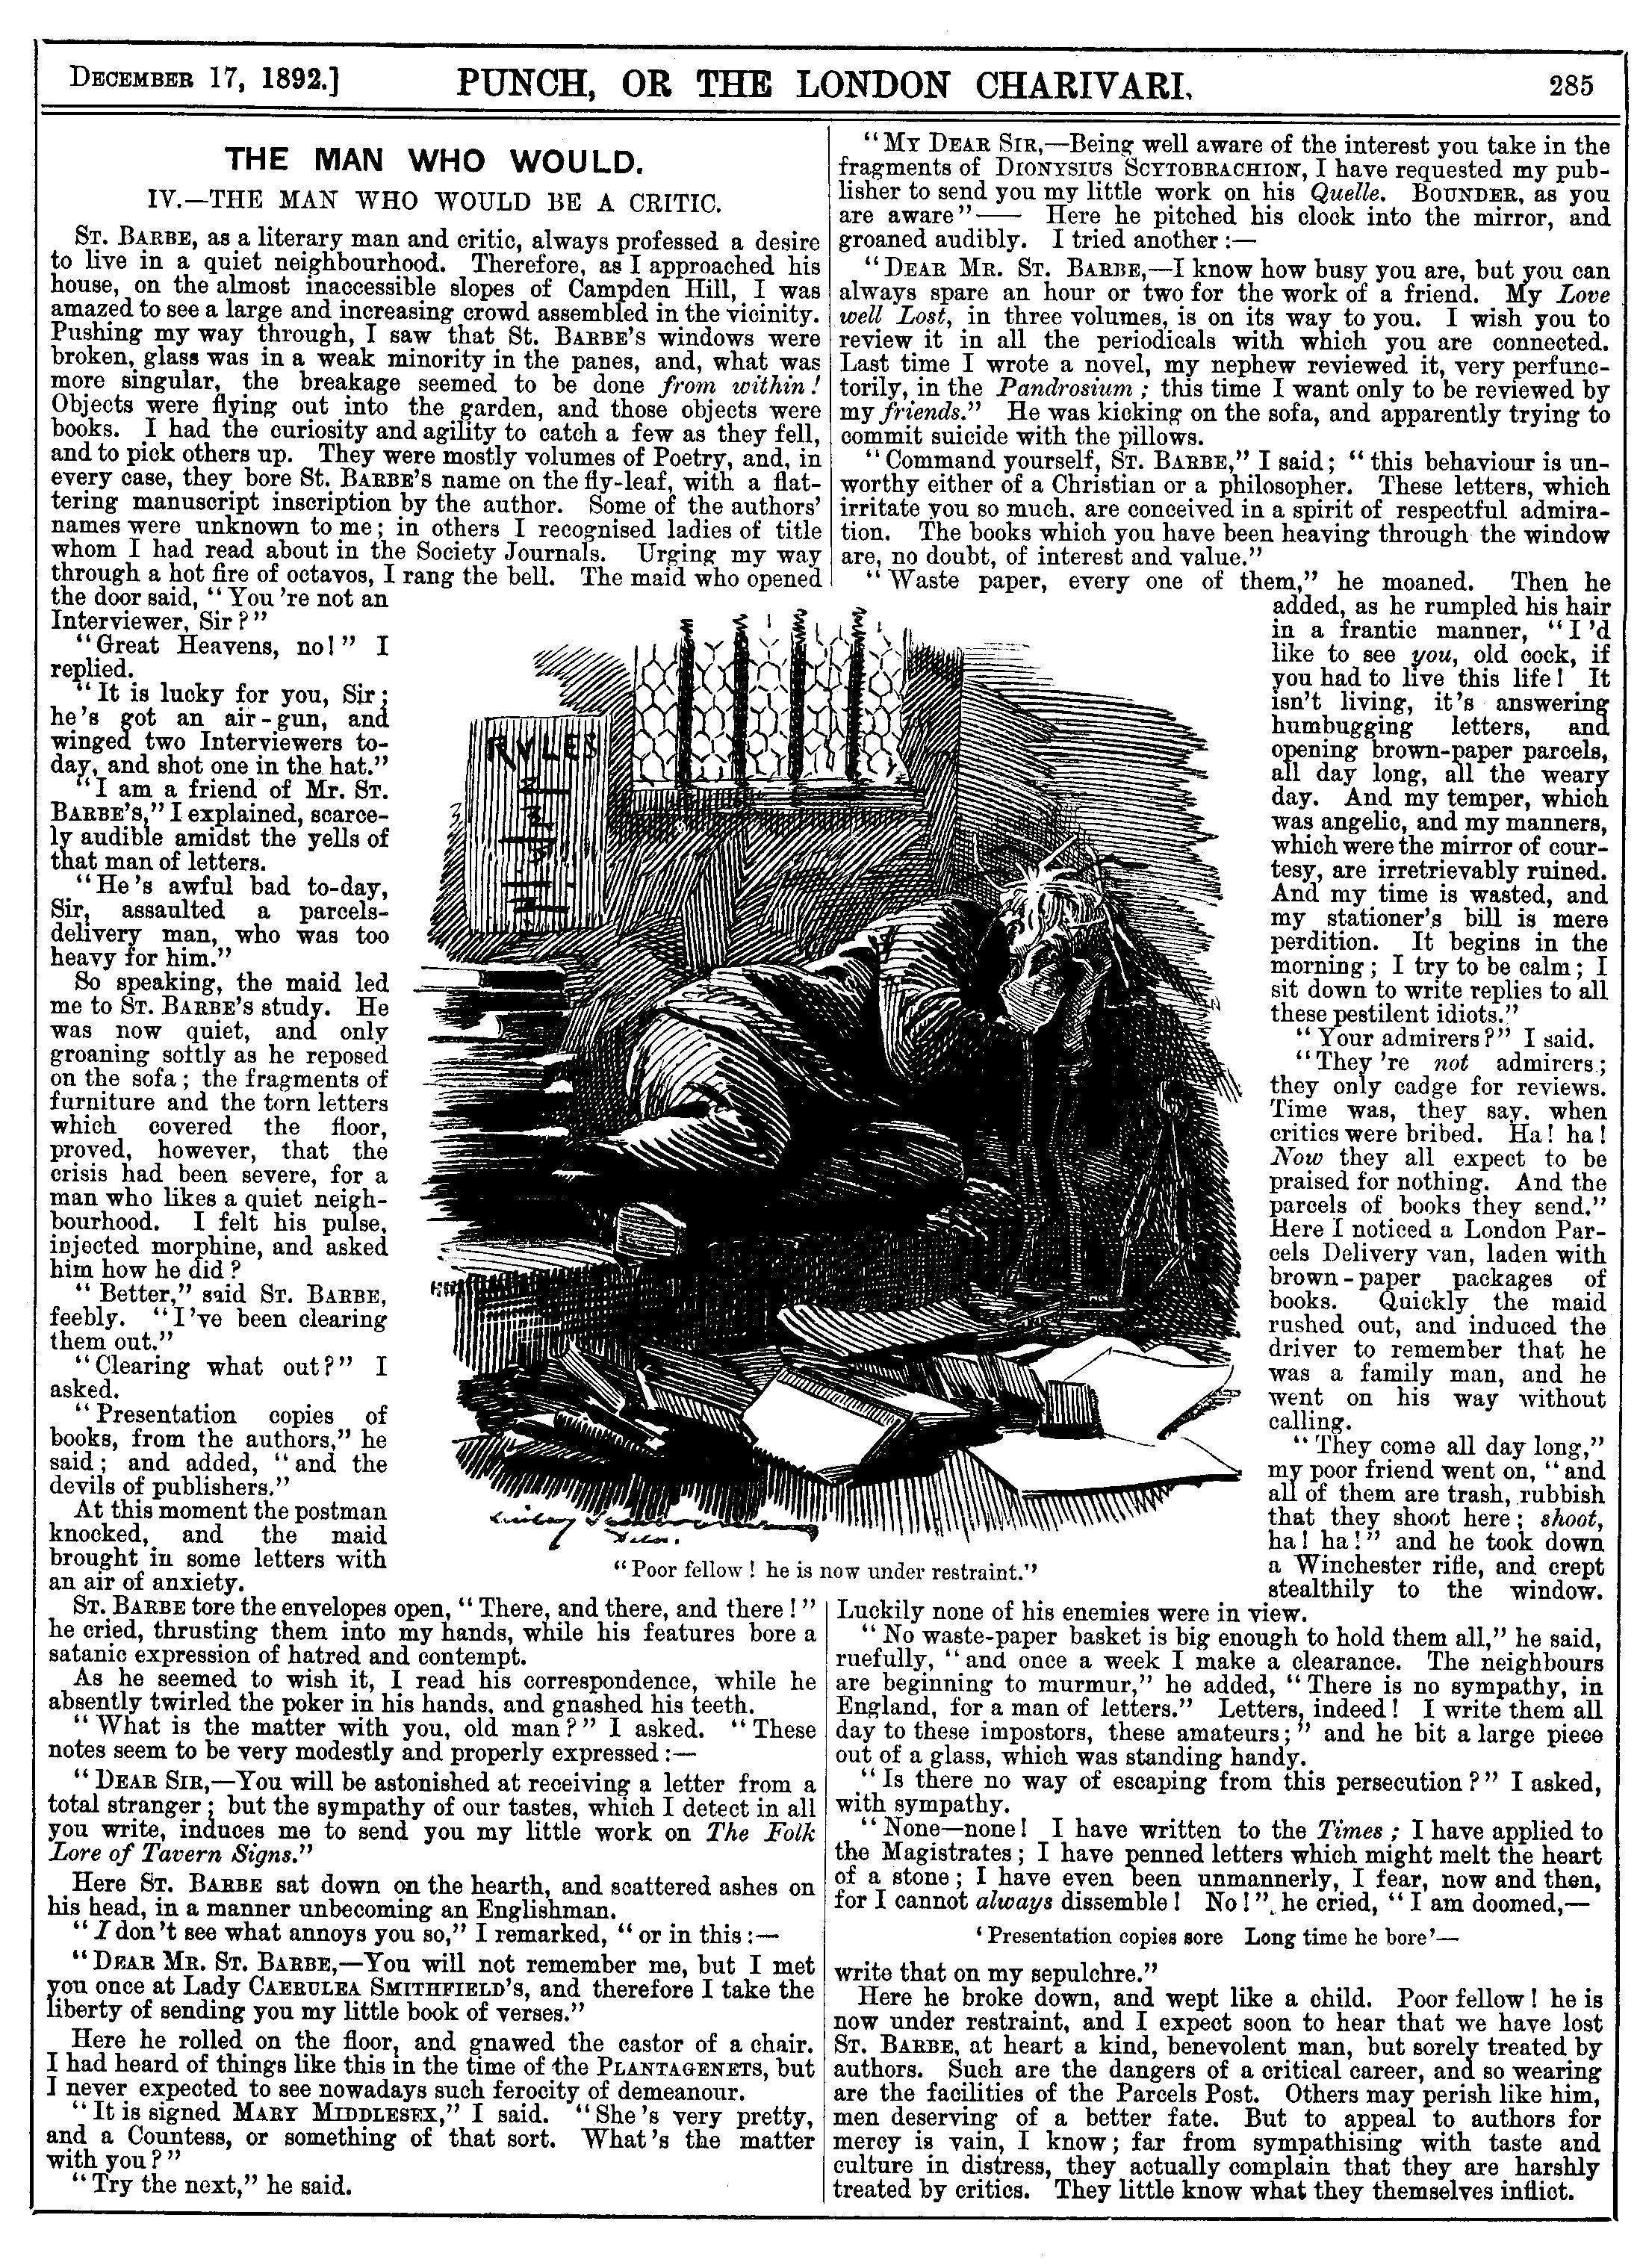 DECEMBER 17, 1892.] PUNCH, OR THE LONDON CHARIVARI. 285
THE MAN WHO WOULD.
IV.—THE MAN WHO WOULD BE A CRITIC.
ST. BARBE, as a literary man and critic, always professed a desire
to live in a quiet neighbourhood. Therefore, as I approached his
house, on the almost inaccessible slopes of Campden Hill, I was
amazed to see a large and increasing crowd assembled in the vicinity.
Pushing my way through, I saw that ST. BARBE'S windows were
broken, glass was in a weak minority in the panes, and, what was
more singular, the breakage seemed to be done from within!
Objects were flying out into the garden, and those objects were
books. I had the curiosity and agility to catch a few as they fell,
and to pick others up. They were mostly volumes of Poetry, and, in
every case, they bore ST. BARBE'S name on the fly-leaf, with a flat-
tering manuscript inscription by the author. Some of the authors'
names were unknown to me; in others I recognised ladies of title
whom I had read about in the Society Journals. Urging my way
through a hot fire of octavos, I rang the bell. The maid who opened
the door said, "You 're not an
Interviewer, Sir?"
"Great Heavens, no!" I
replied.
"It is lucky for you, Sir;
he's got an air-gun, and
winged two Interviewers to-
day, and shot one in the hat."
"I am a friend of Mr. ST.
BARBE'S," I explained, scarce-
ly audible amidst the yells of
that man of letters.
"He's awful bad to-day,
Sir, assaulted a parcels-
delivery man, who was too
heavy for him."
So speaking, the maid led
me to ST. BARBE'S study. He
was now quiet, and only
groaning softly as he reposed
on the sofa; the fragments of
furniture and the torn letters
which covered the floor,
proved, however, that the
crisis had been severe, for a
man who likes a quiet neigh-
bourhood. I felt his pulse,
injected morphine, and asked
him how he did?
"Better," said ST. BARBE,
feebly. "I've been clearing
them out."
"Clearing what out?" I
asked.
"Presentation copies of
books, from the authors," he
said; and added, "and the
devils of publishers."
At this moment the postman
knocked, and the maid
brought in some letters with
an air of anxiety.
ST. BARBE tore the envelopes open, "There, and there, and there!"
he cried, thrusting them into my hands, while his features bore a
satanic expression of hatred and contempt.
As he seemed to wish it, I read his correspondence, while he
absently twirled the poker in his hands, and gnashed his teeth.
"What is the matter with you, old man?" I asked. "These
notes seem to be very modestly and properly expressed:—
"DEAR SIR,—You will be astonished at receiving a letter from a
total stranger; but the sympathy of our tastes, which I detect in all
you write, induces me to send you my little work on The Folk
Lore of Tavern Signs."
Here ST. BARBE sat down on the hearth, and scattered ashes on
his head, in a manner unbecoming an Englishman.
"I don't see what annoys you so," I remarked, "or in this:—
"DEAR MR. ST. BARBE,—You will not remember me, but I met
you once at Lady CAERULEA SMITHFIELD'S, and therefore I take the
liberty of sending you my little book of verses."
Here he rolled on the floor, and gnawed the castor of a chair.
I had heard of things like this in the time of the PLANTAGENETS, but
I never expected to see nowadays such ferocity of demeanour.
"It is signed MARY MIDDLESEX," I said. "She's very pretty,
and a Countess, or something of that sort. What's the matter
with you?"
"Try the next," he said.
"MY DEAR SIR,—Being well aware of the interest you take in the
fragments of DIONYSIUS SCYTOBRACHION, I have requested my pub-
lisher to send you my little work on his Quelle. BOUNDER, as you
are aware"—— Here he pitched his clock into the mirror, and
groaned audibly. I tried another:—
"DEAR MR. ST. BARBE,—I know how busy you are, but you can
always spare an hour or two for the work of a friend. My Love
well Lost, in three volumes, is on its way to you. I wish you to
review it in all the periodicals with which you are connected.
Last time I wrote a novel, my nephew reviewed it, very perfunc-
torily, in the Pandrosium; this time I want only to be reviewed by
my friends." He was kicking on the sofa, and apparently trying to
commit suicide with the pillows.
"Command yourself, ST. BARBE," I said; "this behaviour is un-
worthy either of a Christian or a philosopher. These letters, which
irritate you so much, are conceived in a spirit of respectful admira-
tion. The books which you have been heaving through the window
are, no doubt, of interest and value."
"Waste paper, every one of them," he moaned. Then he
added, as he rumpled his hair
in a frantic manner, "I 'd
like to see you, old cock, if
you had to live this life! It
isn't living, it's answering
humbugging letters, and
opening brown-paper parcels,
all day long, all the weary
day. And my temper, which
was angelic, and my manners,
which were the mirror of cour-
tesy, are irretrievably ruined.
And my time is wasted, and
my stationer's bill is mere
perdition. It begins in the
morning; I try to be calm; I
sit down to write replies to all
these pestilent idiots."
"Your admirers?" I said.
"They 're not admirers;
they only cadge for reviews.
Time was, they say, when
critics were bribed. Ha! ha!
Now they all expect to be
praised for nothing. And the
parcels of books they send."
Here I noticed a London Par-
cels Delivery van, laden with
brown-paper packages of
books. Quickly the maid
rushed out, and induced the
driver to remember that he
was a family man, and he
went on his way without
calling.
"They come all day long,"
my poor friend went on, "and
all of them are trash, rubbish
that they shoot here; shoot,
ha! ha!" and he took down
a Winchester rifle, and crept
stealthily to the window.
Luckily none of his enemies were in view.
"No waste-paper basket is big enough to hold them all," he said,
ruefully, "and once a week I make a clearance. The neighbours
are beginning to murmur," he added, "There is no sympathy, in
England, for a man of letters." Letters, indeed! I write them all
day to these impostors, these amateurs;" and he bit a large piece
out of a glass, which was standing handy.
"Is there no way of escaping from this persecution?" I asked,
with sympathy.
"None—none! I have written to the Times; I have applied to
the Magistrates; I have penned letters which might melt the heart
of a stone; I have even been unmannerly, I fear, now and then,
for I cannot always dissemble! No!" he cried, "I am doomed,—
'Presentation copies sore Long time he bore'—
write that on my sepulchre."
Here he broke down, and wept like a child. Poor fellow! he is
now under restraint, and I expect soon to hear that we have lost
ST. BARBE, at heart a kind, benevolent man, but sorely treated by
authors. Such are the dangers of a critical career, and so wearing
are the facilities of the Parcels Post. Others may perish like him,
men deserving of a better fate. But to appeal to authors for
mercy is vain, I know; far from sympathising with taste and
culture in distress, they actually complain that they are harshly
treated by critics. They little know what they themselves inflict.
RVLES
"Poor fellow! he is now under restraint."